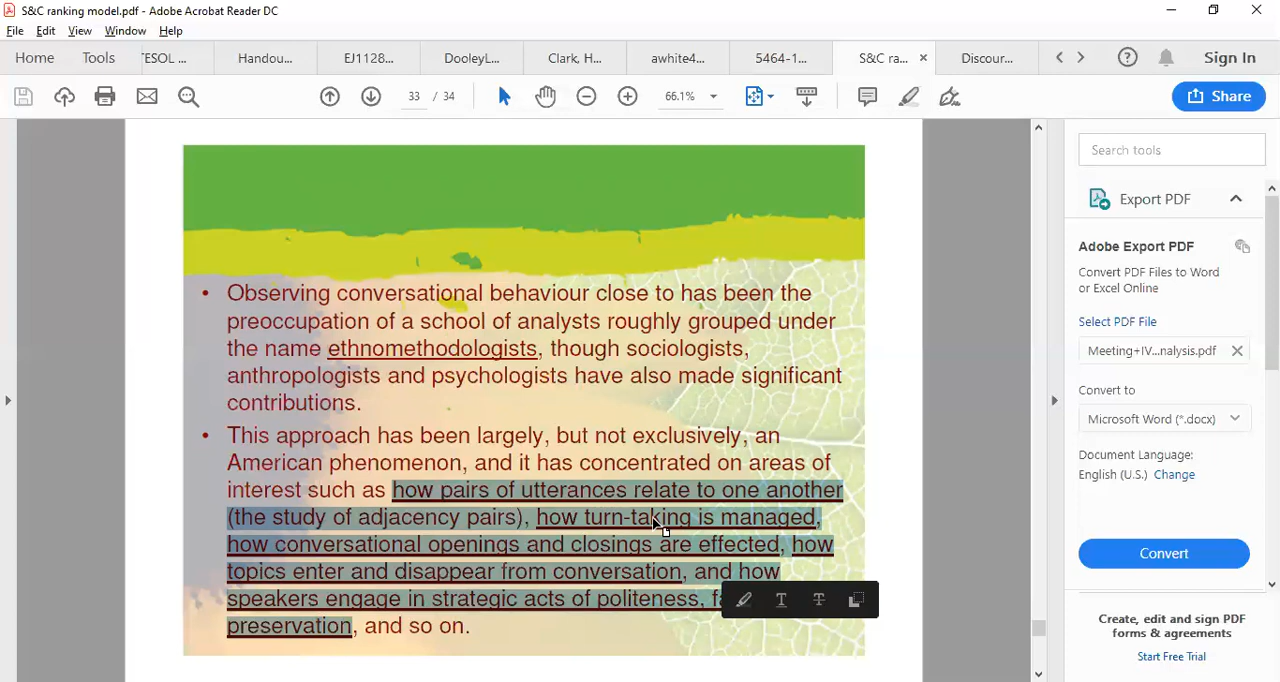 S&C ranking model.pdf - Adobe Acrobat Reader DC
File Edit View Window Help
Home Tools TESOL ... Handou... EJ1128... DooleyL... Clark, H... awhite4... 5464-1... S&C ra... Discour... Sign In
33 / 34 66.1% Share
Search tools
Export PDF
Adobe Export PDF
Convert PDF Files to Word
or Excel Online
Select PDF File
Meeting+IV...nalysis.pdf
Convert to
Microsoft Word (*.docx)
Document Language:
English (U.S.) Change
Convert
Create, edit and sign PDF
forms & agreements
Start Free Trial
• Observing conversational behaviour close to has been the
preoccupation of a school of analysts roughly grouped under
the name ethnomethodologists, though sociologists,
anthropologists and psychologists have also made significant
contributions.
• This approach has been largely, but not exclusively, an
American phenomenon, and it has concentrated on areas of
interest such as how pairs of utterances relate to one another
(the study of adjacency pairs), how turn-taking is managed,
how conversational openings and closings are effected, how
topics enter and disappear from conversation, and how
speakers engage in strategic acts of politeness,
preservation, and so on.